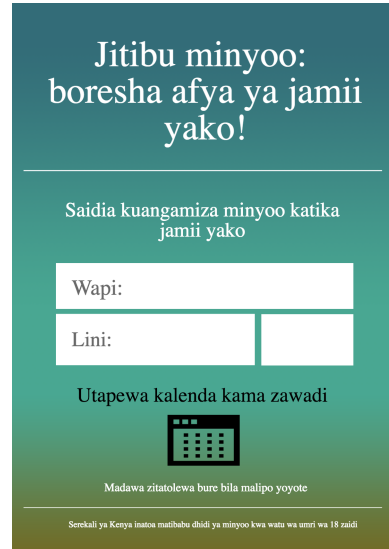 Jitibu minyoo:
boresha afya ya jamii
yako!
Saidia kuangamiza minyoo katika
jamii yako
Wapi:
Lini:
Utapewa kalenda kama zawadi
Madawa zitatolewa bure bila malipo yoyote
Serekali ya Kenya inatoa matibabu dhidi ya minyoo kwa watu wa umri wa 18 zaidi